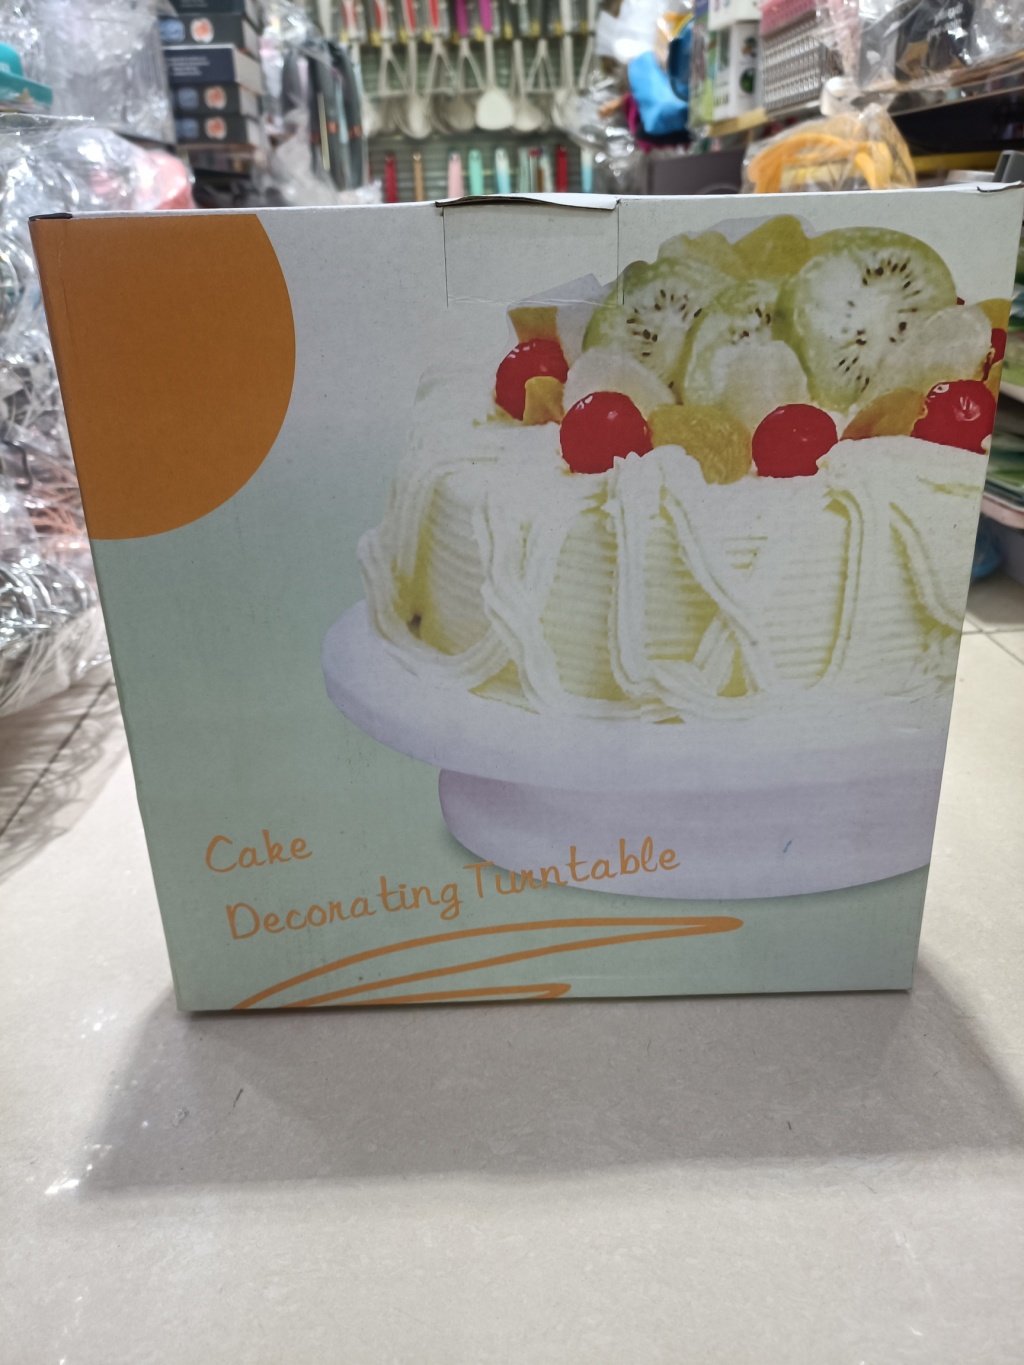 Cake
Decorating Turntable